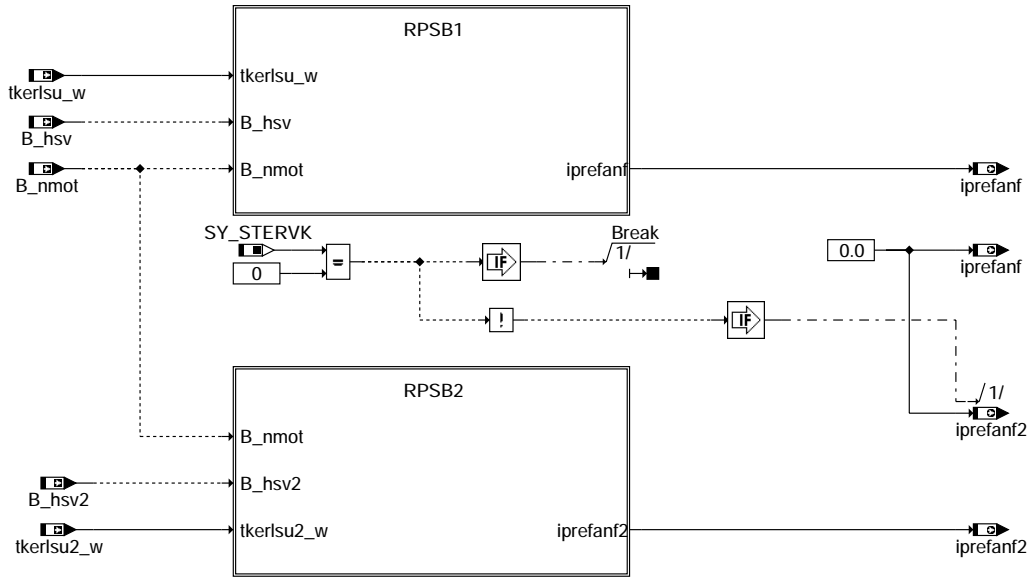 RPSB1
tkerlsu_w
tkerlsu_w
B_hsv
B_hsv
B_nmot
B_nmot
iprefanf
iprefanf
SY_STERVK
0
=
IF
Break
1/
0.0
iprefanf
!
IF
RPSB2
/1/
iprefanf2
B_nmot
B_hsv2
B_hsv2
tkerlsu2_w
tkerlsu2_w
iprefanf2
iprefanf2